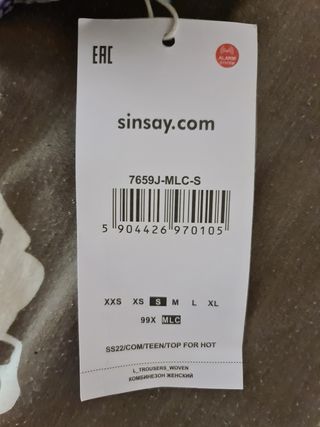 EAC
ALARM
SYSTEM
sinsay.com
7659J-MLC-S
5 904426 970105
XXS XS S M L XL
99X MLC
SS22/COM/TEEN/TOP FOR HOT
L_TROUSERS_WOVEN
КОМБИНЕЗОН ЖЕНСКИЙ